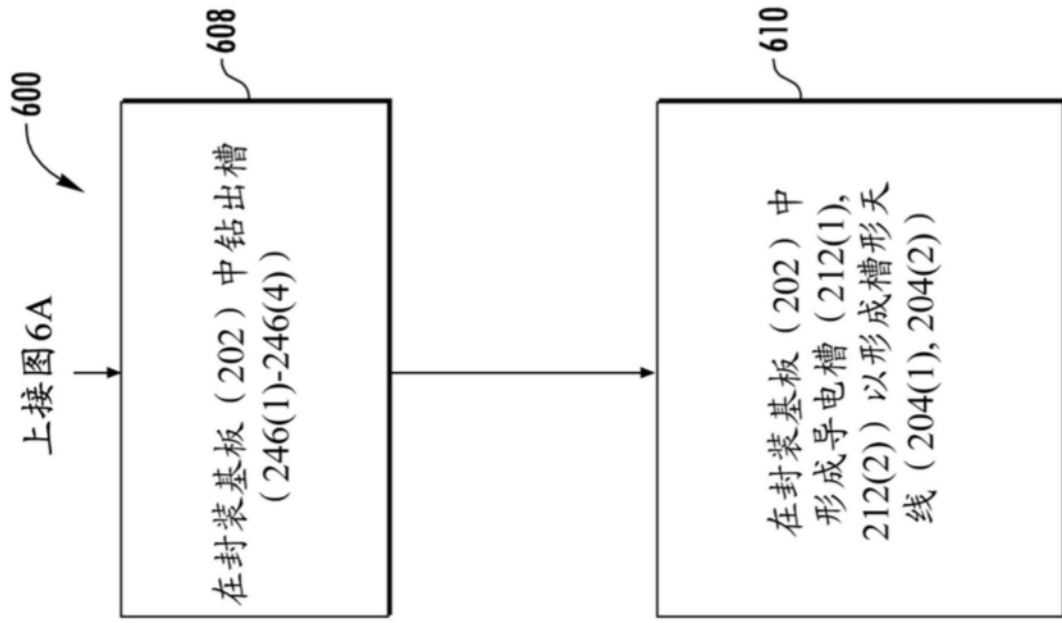 上接图6A
600
在封装基板（202）中钻出槽
（246(1)-246(4)）
608
在封装基板（202）中
形成导电槽（212(1),
212(2)）以形成槽形天
线（204(1), 204(2)）
610